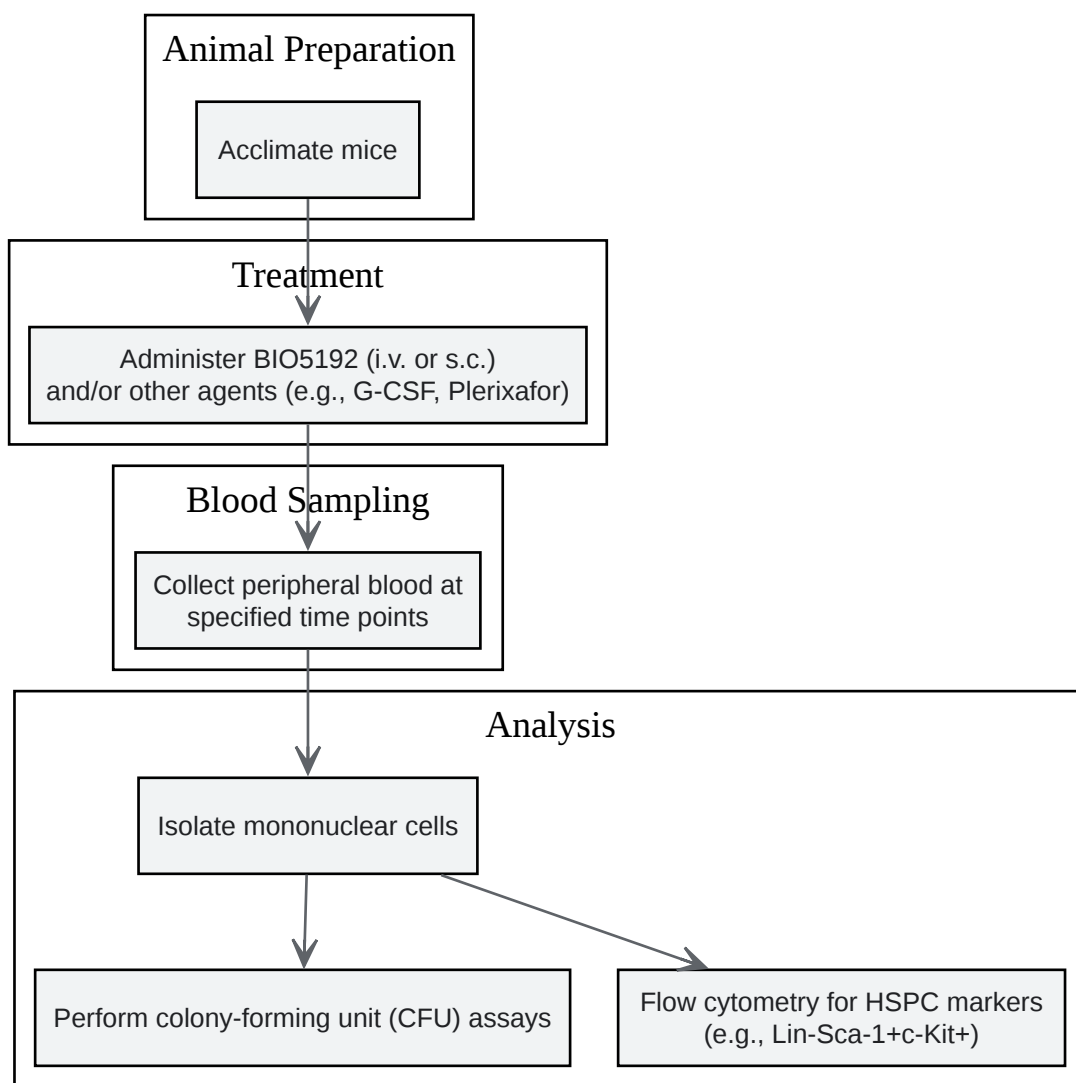 Animal Preparation
Acclimate mice
Treatment
Administer BIO5192 (i.v. or s.c.)
and/or other agents (e.g., G-CSF, Plerixafor)
Blood Sampling
Collect peripheral blood at
specified time points
Analysis
Isolate mononuclear cells
Perform colony-forming unit (CFU) assays
Flow cytometry for HSPC markers
(e.g., Lin-Sca-1+c-Kit+)